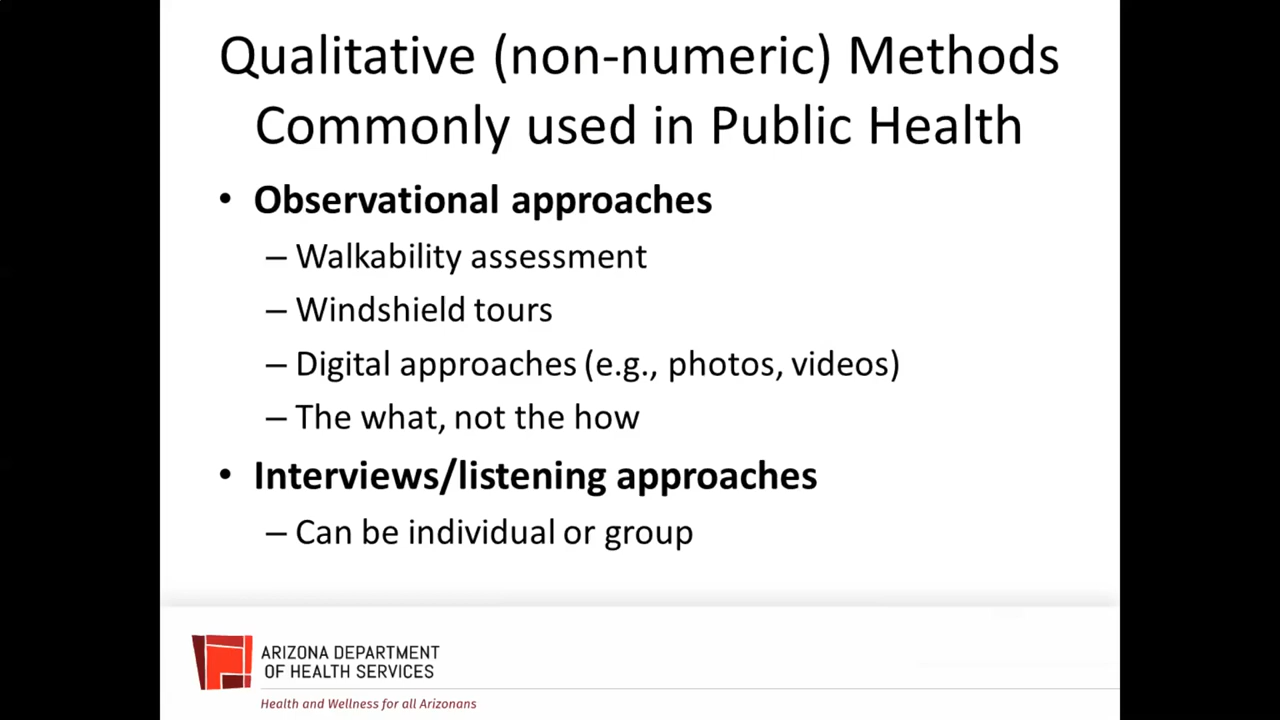 Qualitative (non-numeric) Methods
Commonly used in Public Health
• Observational approaches
– Walkability assessment
– Windshield tours
– Digital approaches (e.g., photos, videos)
– The what, not the how
• Interviews/listening approaches
– Can be individual or group
ARIZONA DEPARTMENT
OF HEALTH SERVICES
Health and Wellness for all Arizonans